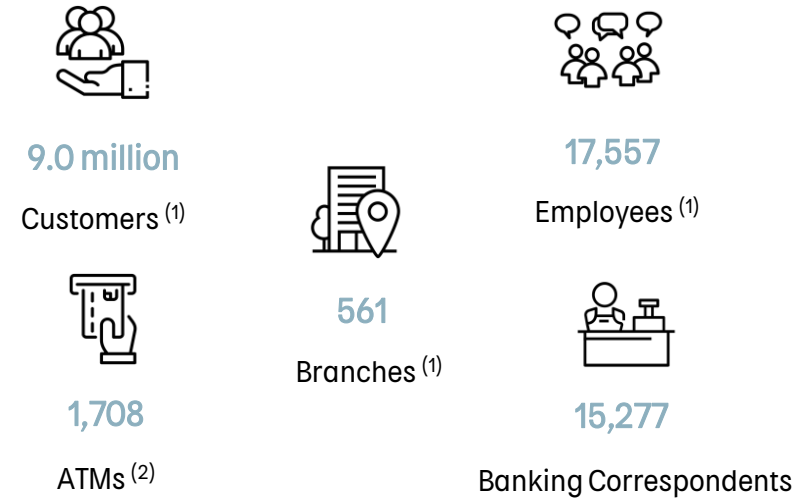 9.0 million
Customers (1)
17,557
Employees (1)
561
Branches (1)
1,708
ATMs (2)
15,277
Banking Correspondents